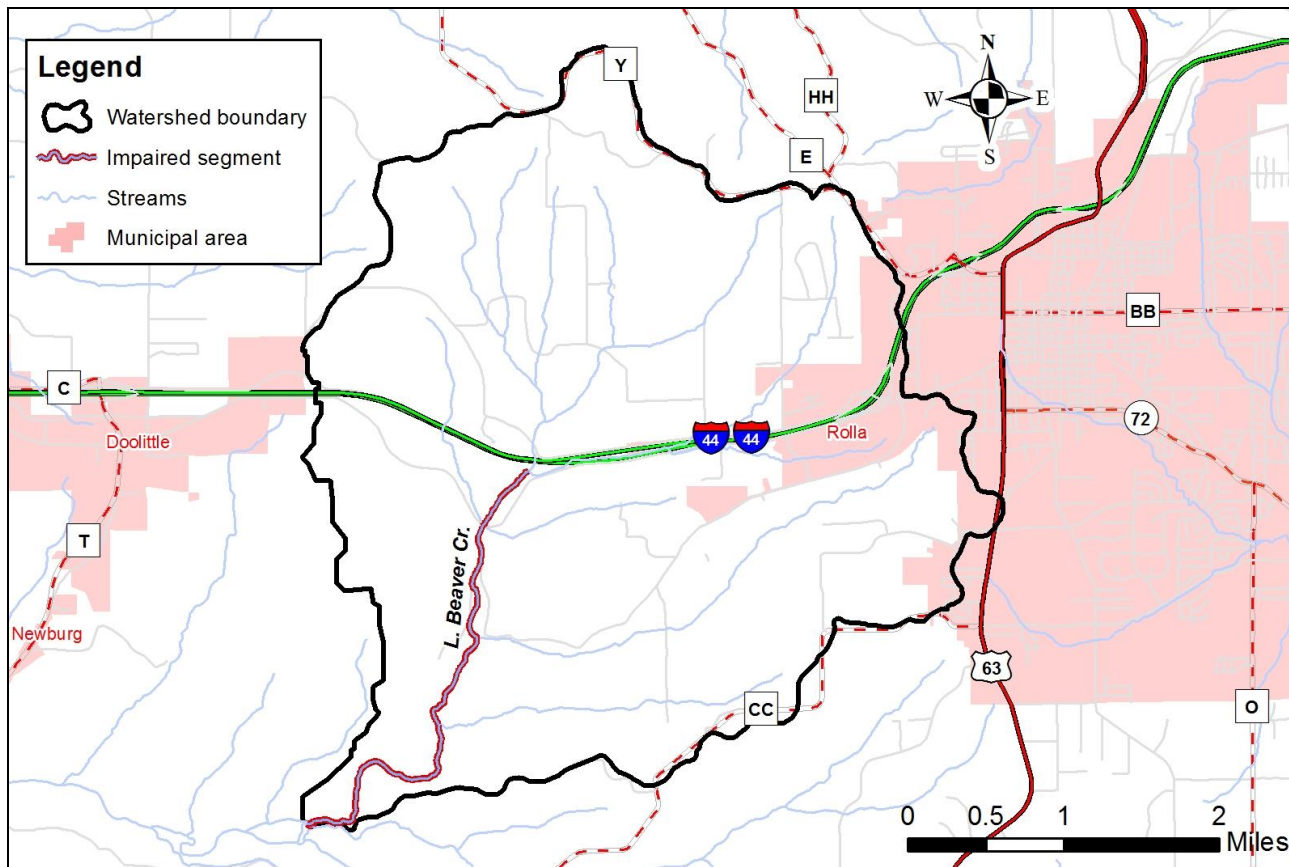 Legend
Watershed boundary
Impaired segment
Streams
Municipal area
Y
HH
E
N
W E
S
BB
C
72
Doolittle
44 44
Rolla
T
L. Beaver Cr.
Newburg
63
CC
O
0 0.5 1 2
Miles